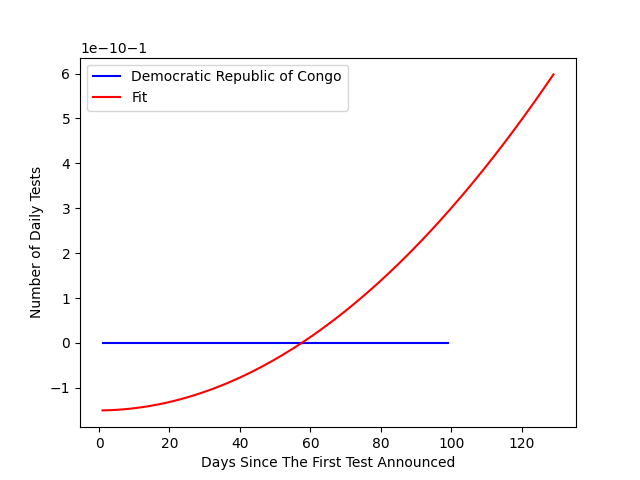 1e−10−1
Democratic Republic of Congo
Fit
6
5
4
3
2
1
0
−1
Number of Daily Tests
0 20 40 60 80 100 120
Days Since The First Test Announced